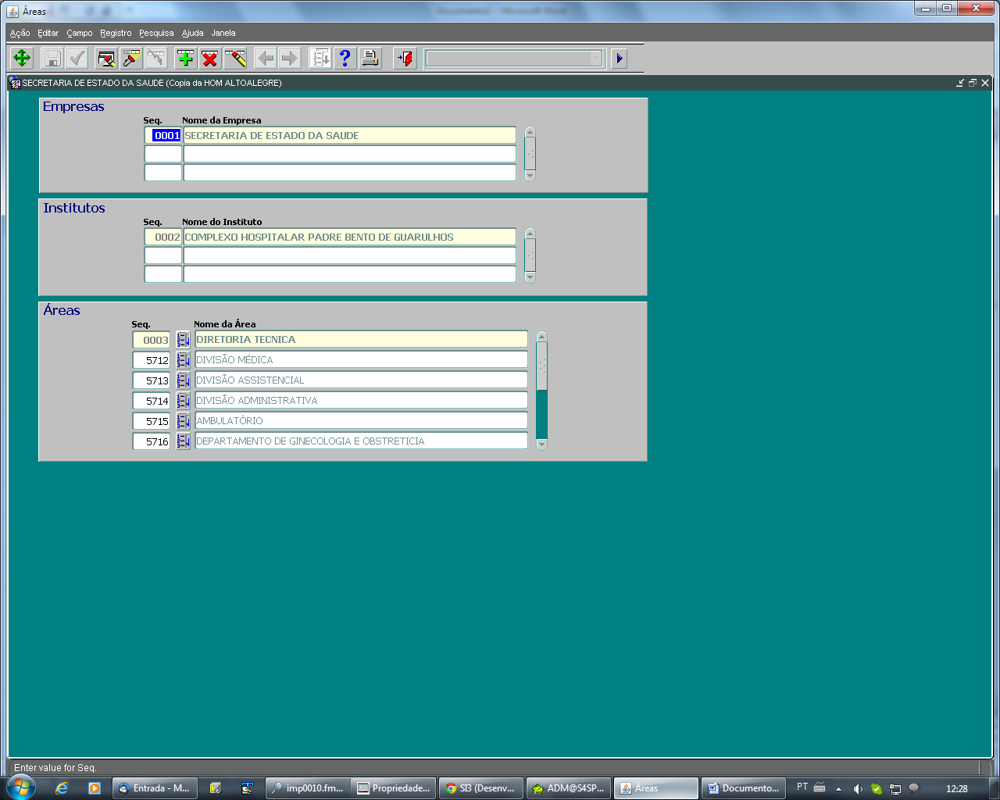 Áreas
Ação Editar Campo Registro Pesquisa Ajuda Janela
SECRETARIA DE ESTADO DA SAUDE (Copia da HOM ALTOALEGRE)
Empresas
Seq. Nome da Empresa
0001 SECRETARIA DE ESTADO DA SAUDE
Institutos
Seq. Nome do Instituto
0002 COMPLEXO HOSPITALAR PADRE BENTO DE GUARULHOS
Áreas
Seq. Nome da Área
0003 DIRETORIA TECNICA
5712 DIVISÃO MÉDICA
5713 DIVISÃO ASSISTENCIAL
5714 DIVISÃO ADMINISTRATIVA
5715 AMBULATÓRIO
5716 DEPARTAMENTO DE GINECOLOGIA E OBSTRETICIA
Enter value for Seq.
Entrada - M... imp0010.fm... Propriedade... SI3 (Desenv... ADM@S4SP... Áreas Documento... PT 12:28